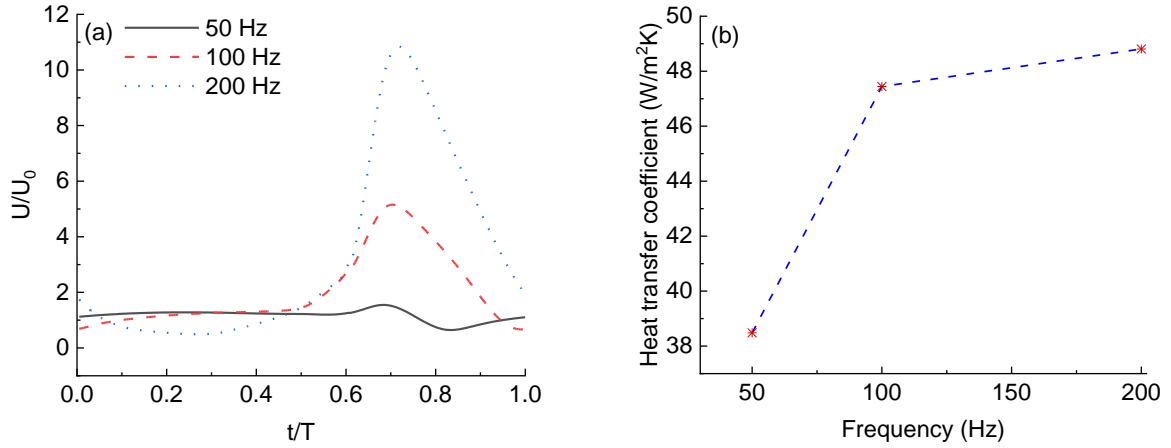 (a)
50 Hz
100 Hz
200 Hz
12
10
8
6
4
2
0
U/U₀
0.0 0.2 0.4 0.6 0.8 1.0
t/T
(b)
50
48
46
44
42
40
38
Heat transfer coefficient (W/m²K)
50 100 150 200
Frequency (Hz)